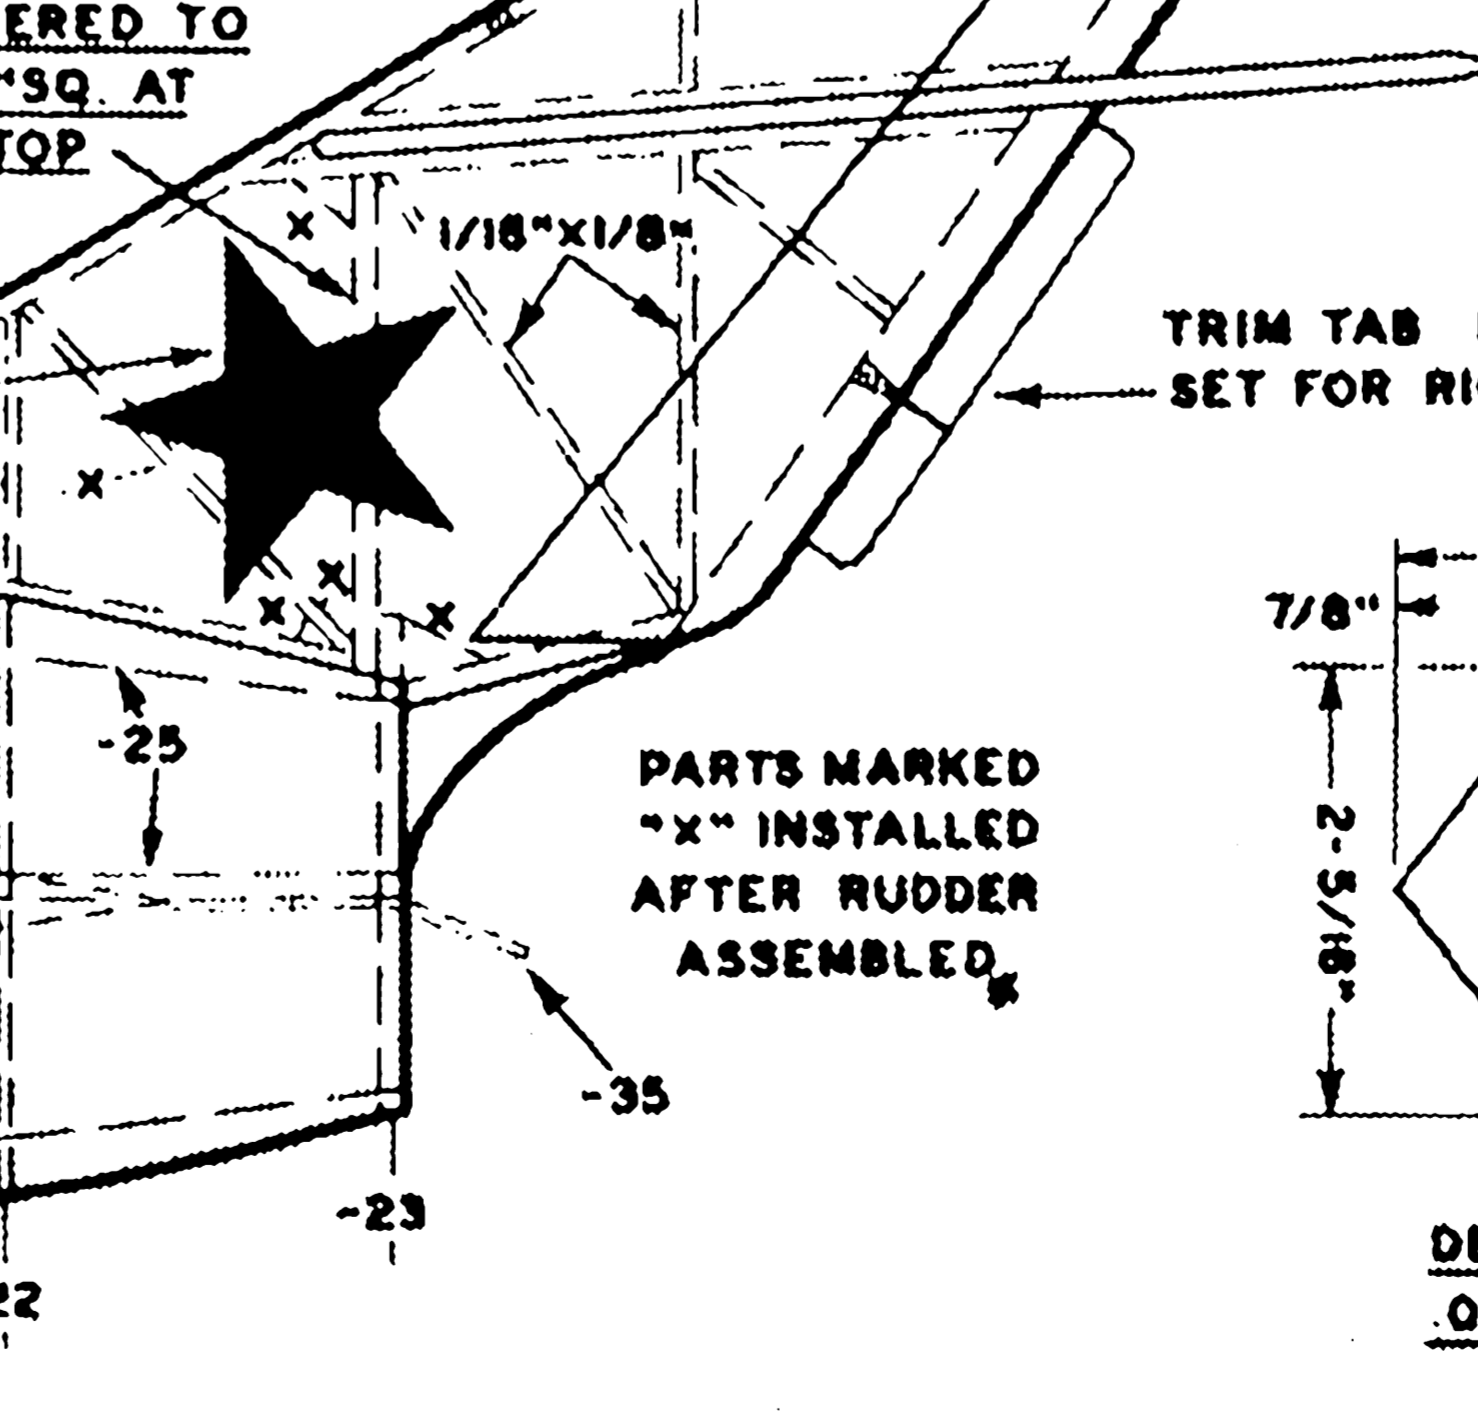 ERED TO
"SQ. AT
TOP
X
1/16"X1/8"
TRIM TAB
SET FOR RI
X
X
X
X
7/8"
-25
PARTS MARKED
"X" INSTALLED
AFTER RUDDER
ASSEMBLED
2-5/16"
-35
-23
22
DE